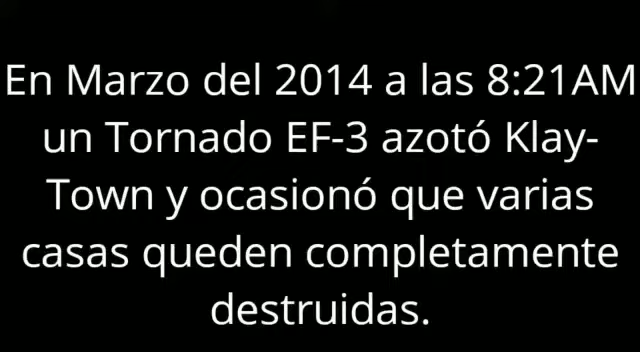 En Marzo del 2014 a las 8:21AM
un Tornado EF-3 azotó Klay-
Town y ocasionó que varias
casas queden completamente
destruidas.